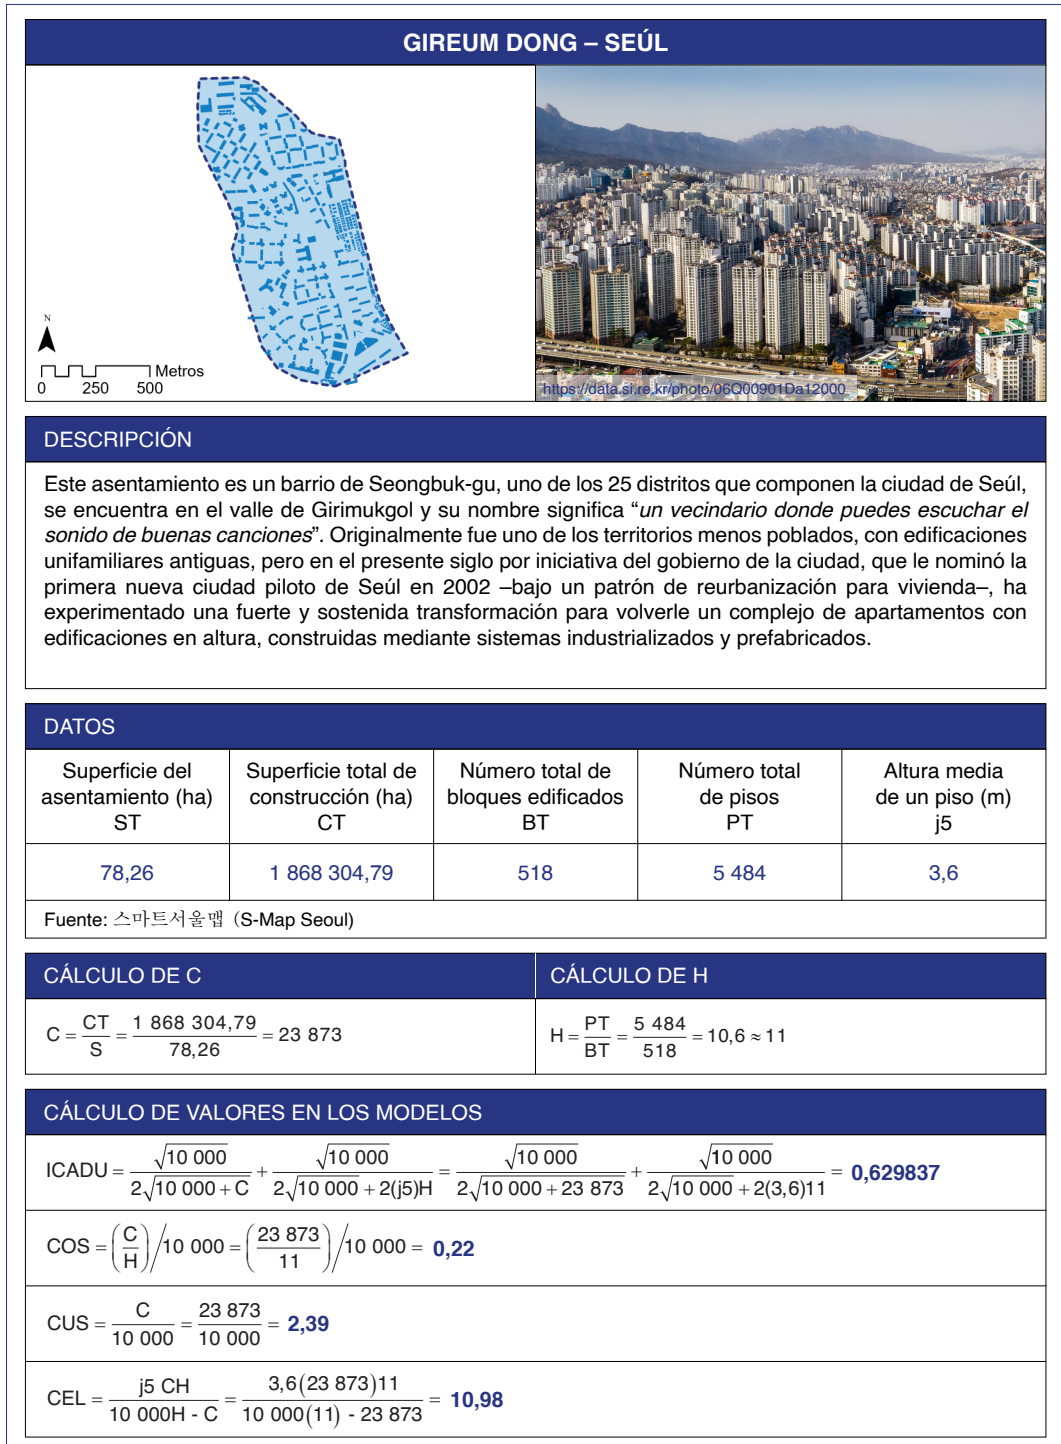 GIREUM DONG – SEÚL
N
Metros
0 250 500
https://data.si.re.kr/photo/06Q00901Da12000
DESCRIPCIÓN
Este asentamiento es un barrio de Seongbuk-gu, uno de los 25 distritos que componen la ciudad de Seúl,
se encuentra en el valle de Girimukgol y su nombre significa “un vecindario donde puedes escuchar el
sonido de buenas canciones”. Originalmente fue uno de los territorios menos poblados, con edificaciones
unifamiliares antiguas, pero en el presente siglo por iniciativa del gobierno de la ciudad, que le nominó la
primera nueva ciudad piloto de Seúl en 2002 –bajo un patrón de reurbanización para vivienda–, ha
experimentado una fuerte y sostenida transformación para volverle un complejo de apartamentos con
edificaciones en altura, construidas mediante sistemas industrializados y prefabricados.
DATOS
Superficie del asentamiento (ha) ST
Superficie total de construcción (ha) CT
Número total de bloques edificados BT
Número total de pisos PT
Altura media de un piso (m) j5
78,26 1 868 304,79 518 5 484 3,6
Fuente: 스마트서울맵 (S-Map Seoul)
CÁLCULO DE C
C = CT/S = 1 868 304,79/78,26 = 23 873
CÁLCULO DE H
H = PT/BT = 5 484/518 = 10,6 ≈ 11
CÁLCULO DE VALORES EN LOS MODELOS
ICADU = √10 000/2√10 000 + C + √10 000/2√10 000 + 2(j5)H = √10 000/2√10 000 + 23 873 + √10 000/2√10 000 + 2(3,6)11 = 0,629837
COS = (C/H)/10 000 = (23 873/11)/10 000 = 0,22
CUS = C/10 000 = 23 873/10 000 = 2,39
CEL = j5 CH/10 000H - C = 3,6(23 873)11/10 000(11) - 23 873 = 10,98